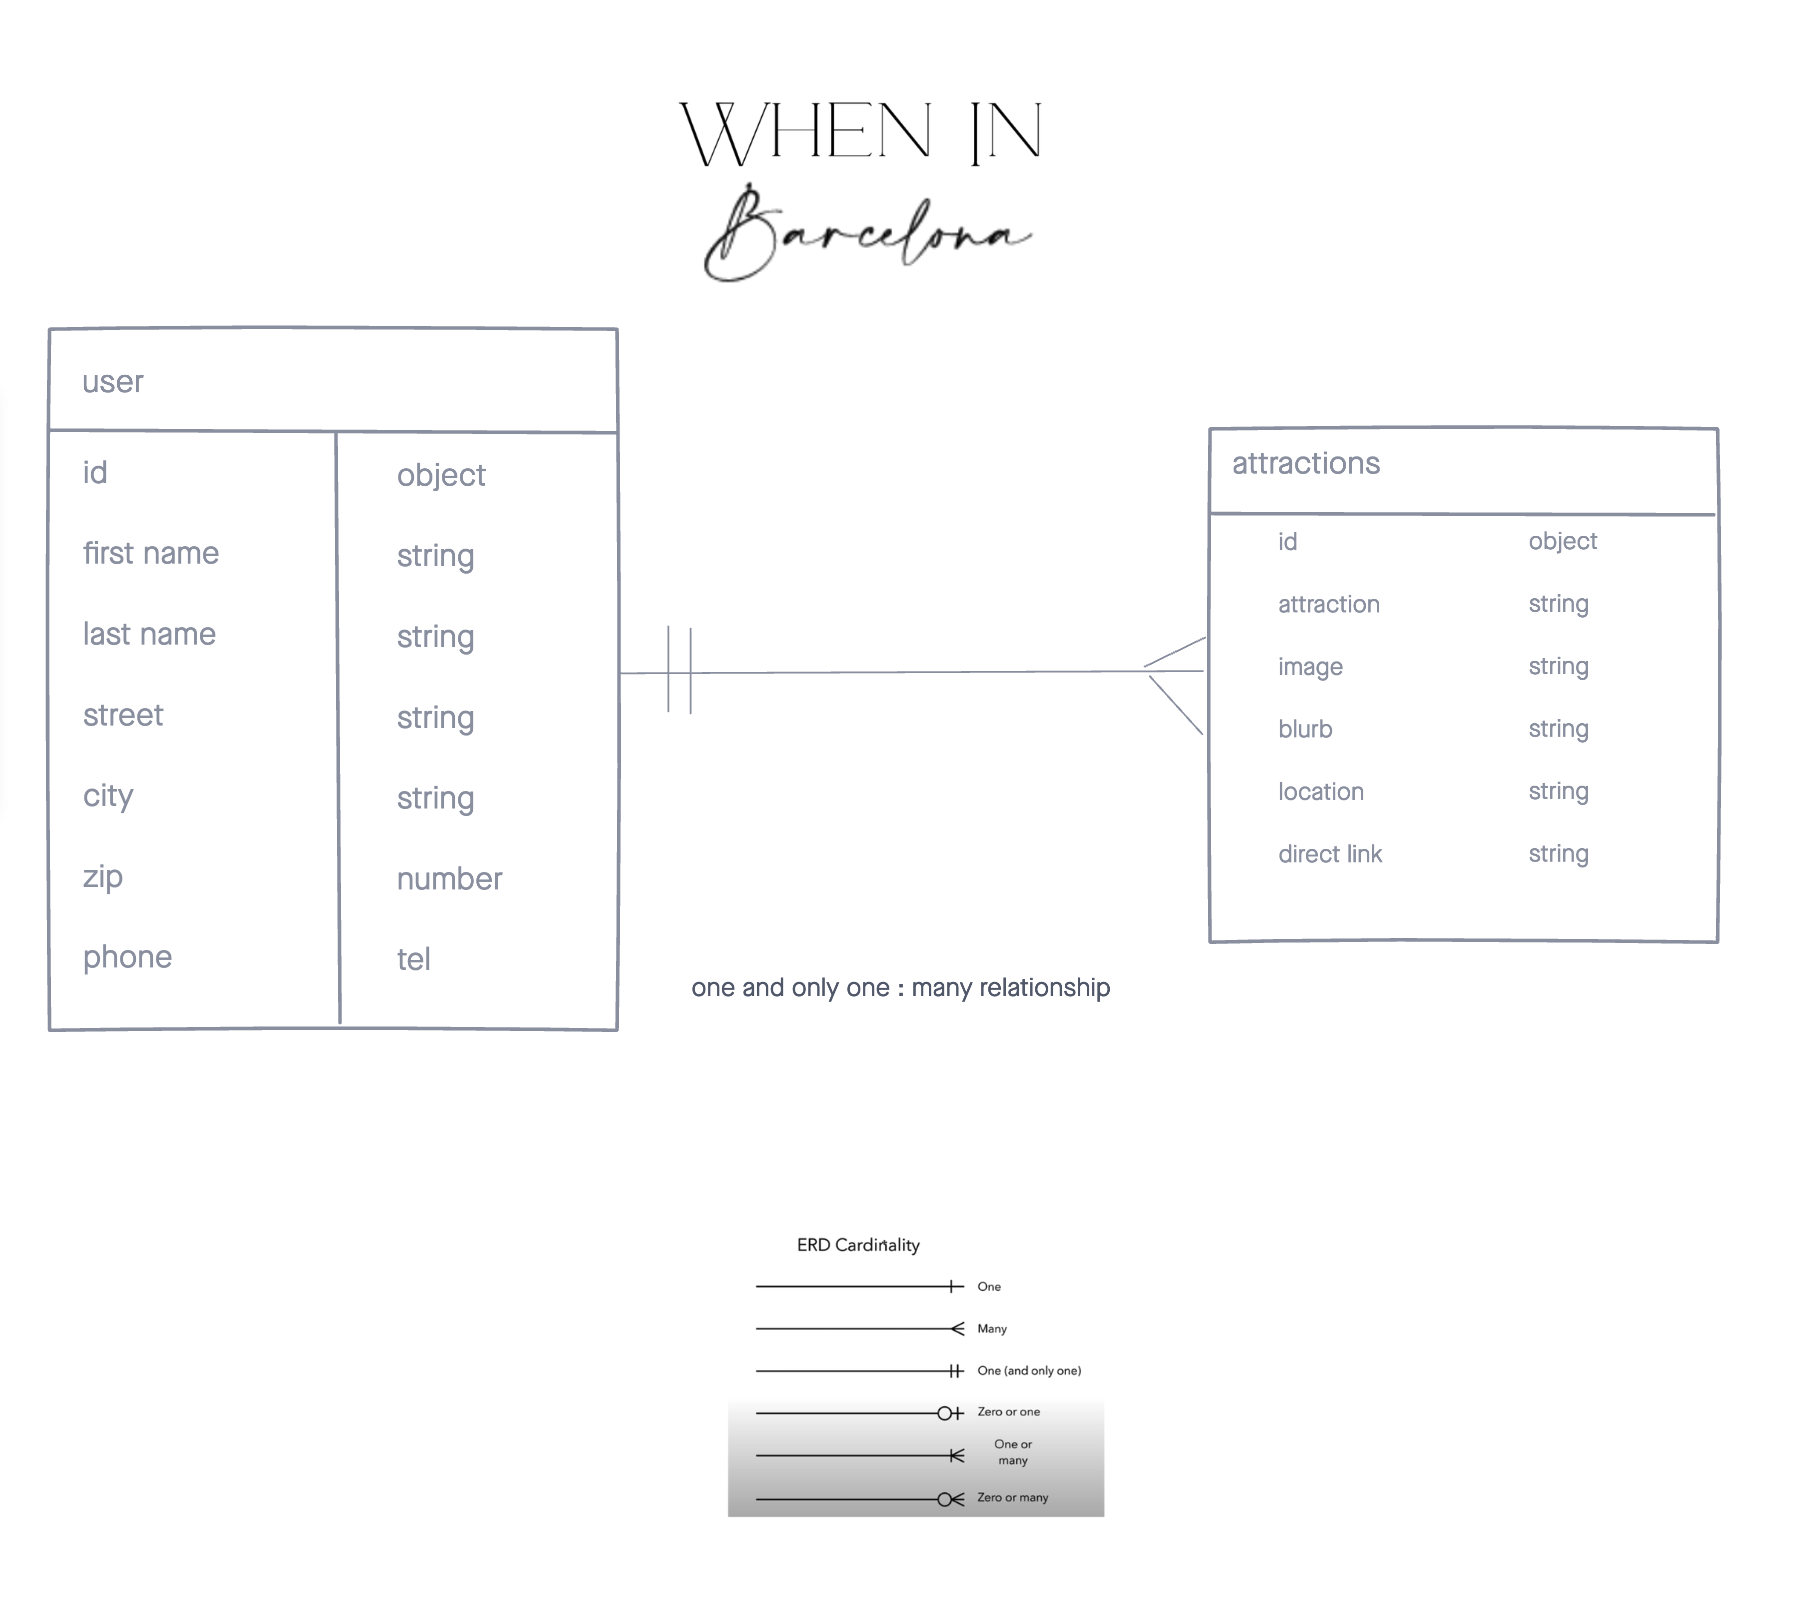 WHEN IN
Barcelona
user
id object
first name string
last name string
street string
city string
zip number
phone tel
attractions
id object
attraction string
image string
blurb string
location string
direct link string
one and only one : many relationship
ERD Cardinality
One
Many
One (and only one)
Zero or one
One or
many
Zero or many